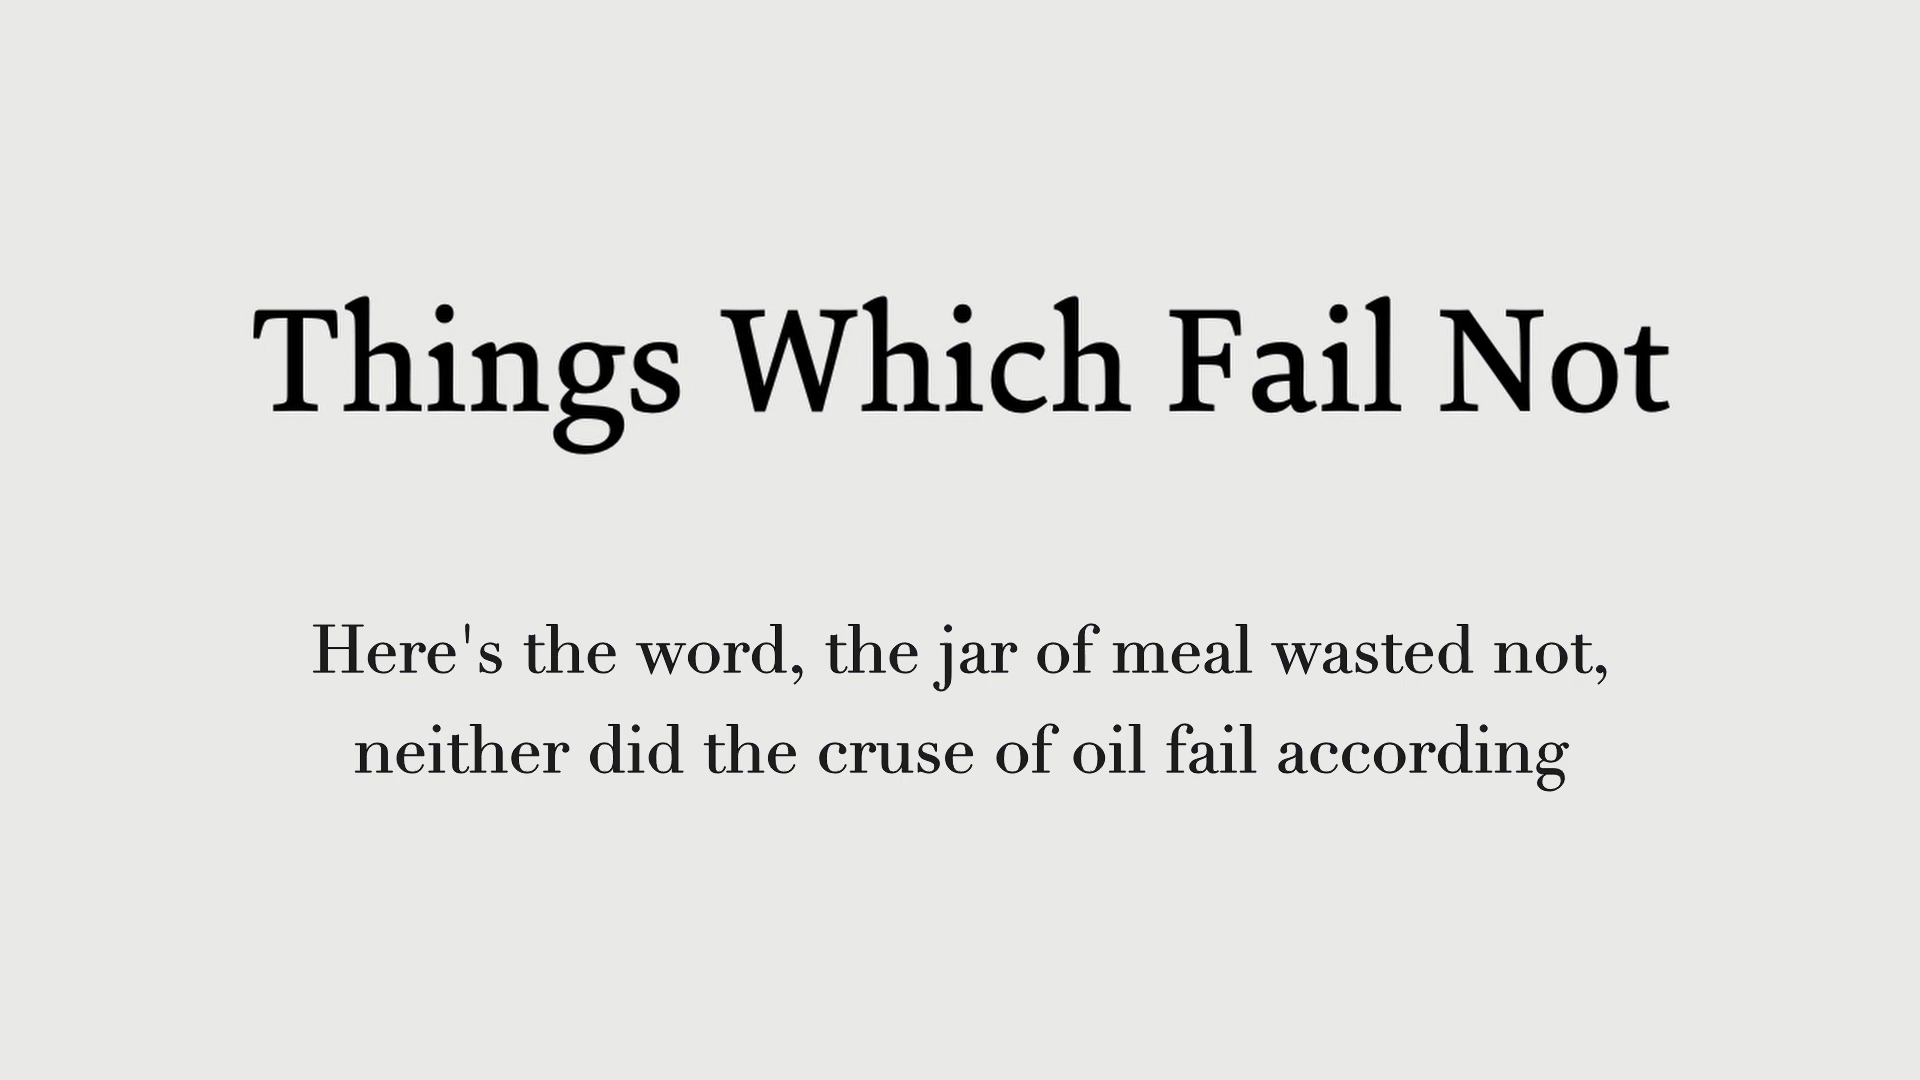 Things Which Fail Not
Here's the word, the jar of meal wasted not,
neither did the cruse of oil fail according